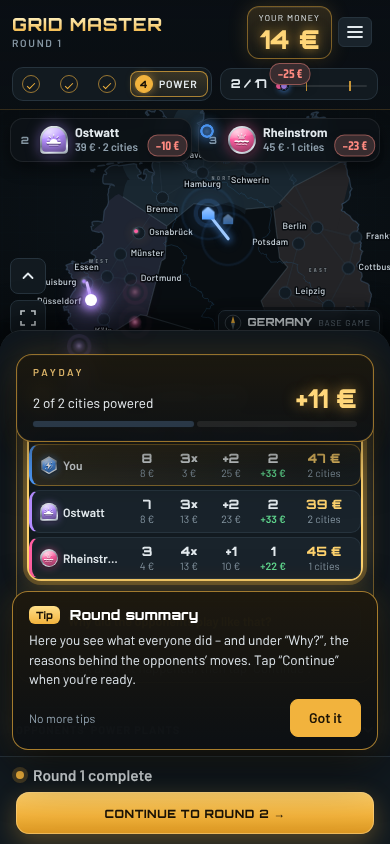 GRID MASTER
ROUND 1
YOUR MONEY
14 €
4 POWER
2 / 17
-25 €
2 Ostwatt
39 € · 2 cities
-10 €
3 Rheinstrom
45 € · 1 cities
-23 €
NORT
Hamburg
Schwerin
Bremen
Osnabrück
Berlin
Frank
Potsdam
WEST
Münster
Essen
EAST
Cottbus
Dortmund
uisburg
Leipzig
Düsseldorf
GERMANY BASE GAME
PAYDAY
2 of 2 cities powered
+11 €
You 8 3x +2 2 47 €
8 € 3 € 25 € +33 € 2 cities
Ostwatt 7 3x +2 2 39 €
8 € 13 € 23 € +33 € 2 cities
Rheinstr... 3 4x +1 1 45 €
4 € 13 € 10 € +22 € 1 cities
Tip Round summary
Here you see what everyone did – and under “Why?”, the
reasons behind the opponents’ moves. Tap “Continue”
when you’re ready.
No more tips
Got it
Round 1 complete
CONTINUE TO ROUND 2 →